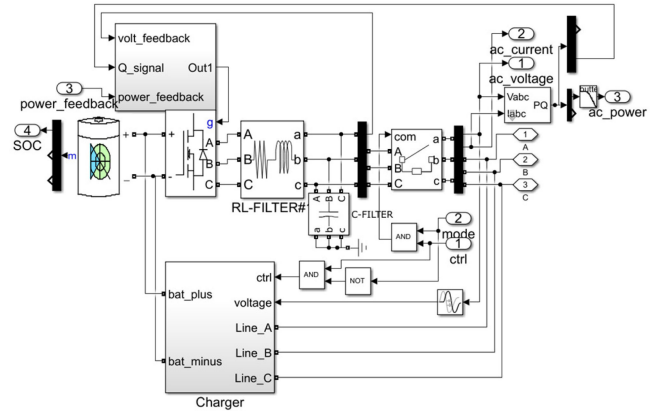 volt_feedback
2
ac_current
Q_signal
Out1
1
3
ac_voltage
power_feedback
power_feedback
Vabc
3
4
g
PQ
Iabc
ac_power
SOC
m
+
+
A
A
a
com
a
1
A
B
B
b
A
b
2
B
B
-
-
C
C
c
C
c
3
C
RL-FILTER#
A B C
C-FILTER
a b c
2
AND
mode
1
ctrl
ctrl
AND
NOT
bat_plus
voltage
Line_A
Line_B
bat_minus
Line_C
Charger